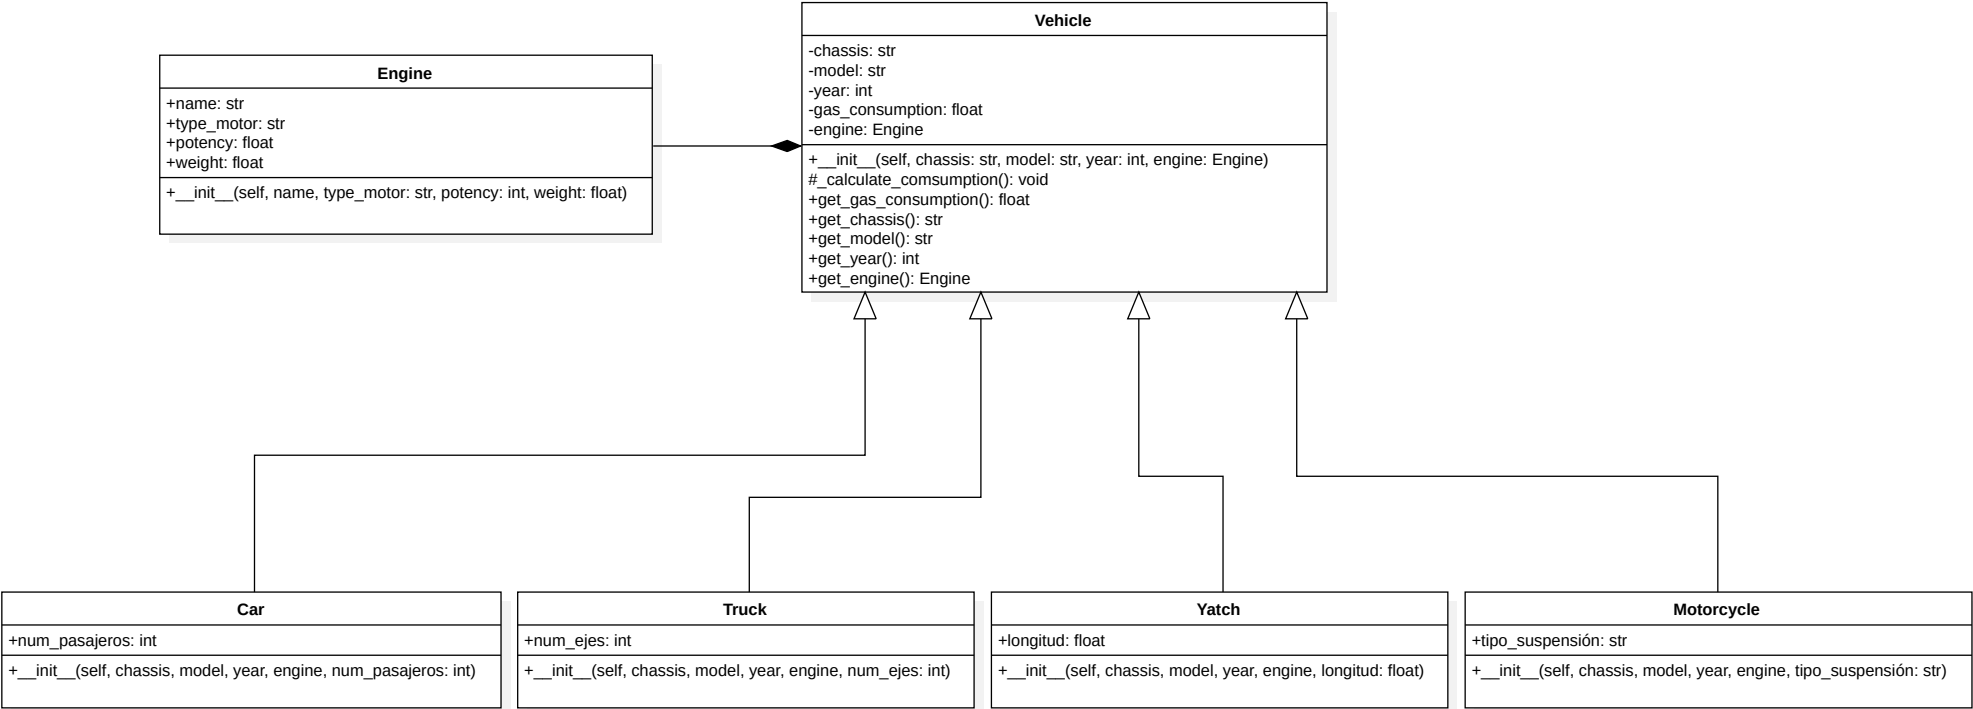 Vehicle
-chassis: str
-model: str
-year: int
-gas_consumption: float
-engine: Engine
+__init__(self, chassis: str, model: str, year: int, engine: Engine)
#_calculate_comsumption(): void
+get_gas_consumption(): float
+get_chassis(): str
+get_model(): str
+get_year(): int
+get_engine(): Engine
Engine
+name: str
+type_motor: str
+potency: float
+weight: float
+__init__(self, name, type_motor: str, potency: int, weight: float)
Car
+num_pasajeros: int
+__init__(self, chassis, model, year, engine, num_pasajeros: int)
Truck
+num_ejes: int
+__init__(self, chassis, model, year, engine, num_ejes: int)
Yatch
+longitud: float
+__init__(self, chassis, model, year, engine, longitud: float)
Motorcycle
+tipo_suspensión: str
+__init__(self, chassis, model, year, engine, tipo_suspensión: str)